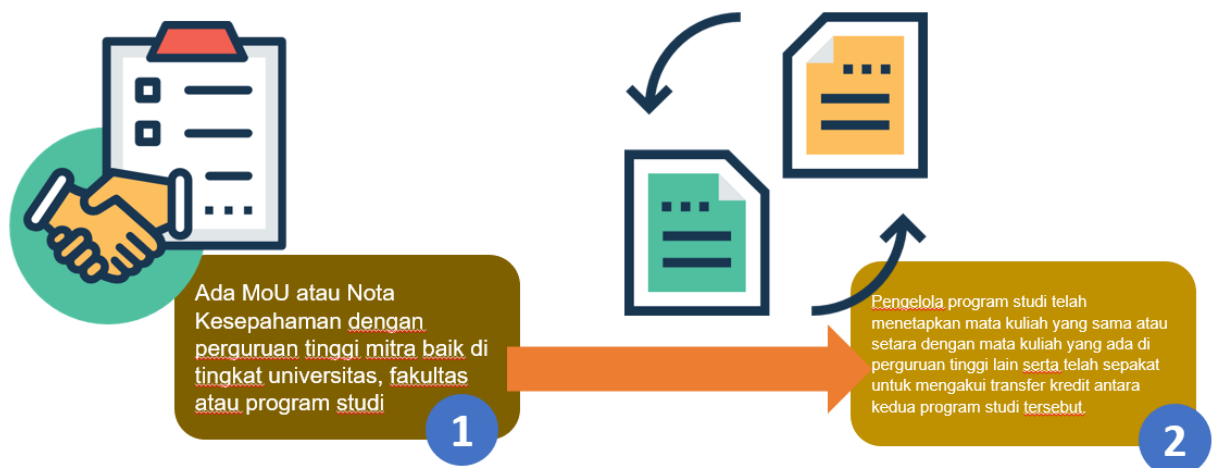 Ada MoU atau Nota
Kesepahaman dengan
perguruan tinggi mitra baik di
tingkat universitas, fakultas
atau program studi
1
Pengelola program studi telah
menetapkan mata kuliah yang sama atau
setara dengan mata kuliah yang ada di
perguruan tinggi lain serta telah sepakat
untuk mengakui transfer kredit antara
kedua program studi tersebut.
2